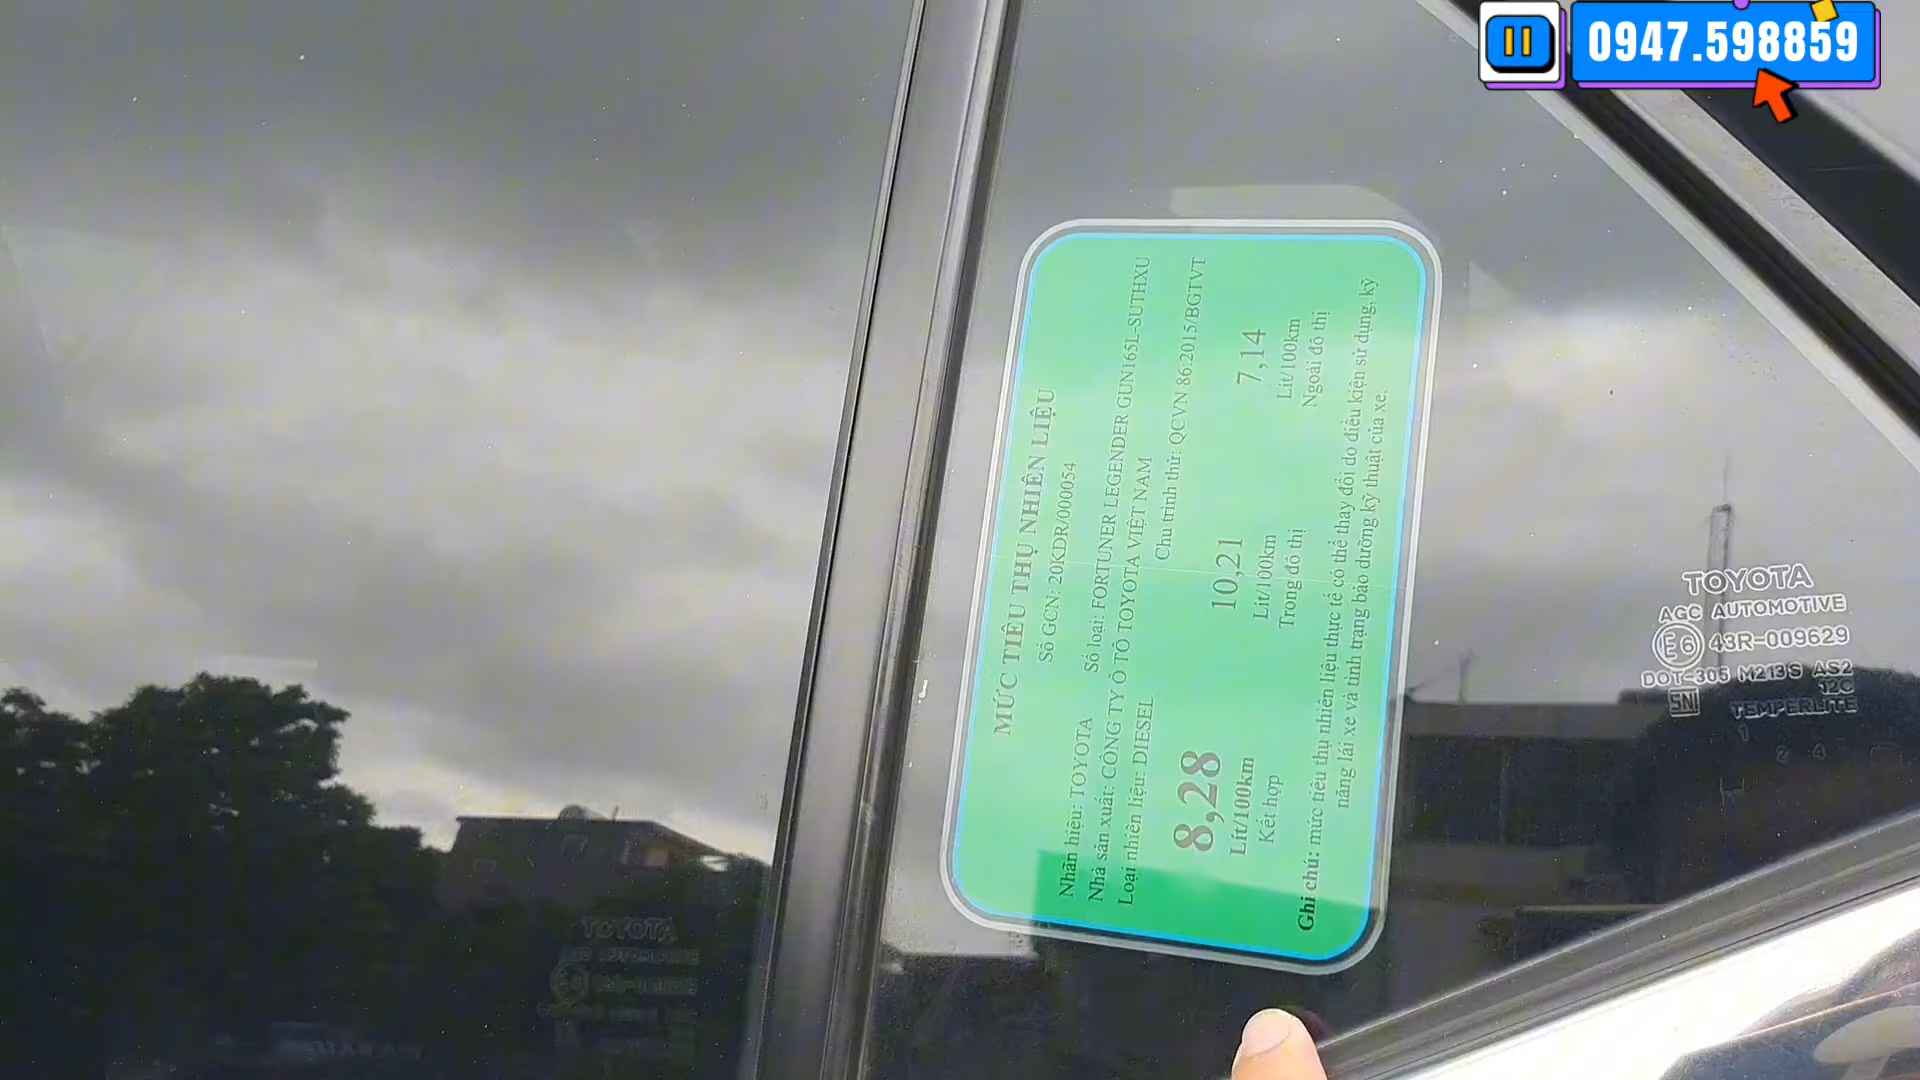 0947.598859
MỨC TIÊU THỤ NHIÊN LIỆU
Số GCN: 20KDR/000054
Nhãn hiệu: TOYOTA Số loại: FORTUNER LEGENDER GUN165L-SUTHXU
Nhà sản xuất: CÔNG TY Ô TÔ TOYOTA VIỆT NAM
Loại nhiên liệu: DIESEL Chu trình thử: QCVN 86:2015/BGTVT
8,28 10,21 7,14
Lít/100km Lít/100km Lít/100km
Kết hợp Trong đô thị Ngoài đô thị
Ghi chú: mức tiêu thụ nhiên liệu thực tế có thể thay đổi do điều kiện sử dụng, kỹ
năng lái xe và tình trạng bảo dưỡng kỹ thuật của xe.
TOYOTA
AGC AUTOMOTIVE
E6 43R-009629
DOT-305 M213S AS2
12C
SN TEMPERLITE
1
2 4
TOYOTA